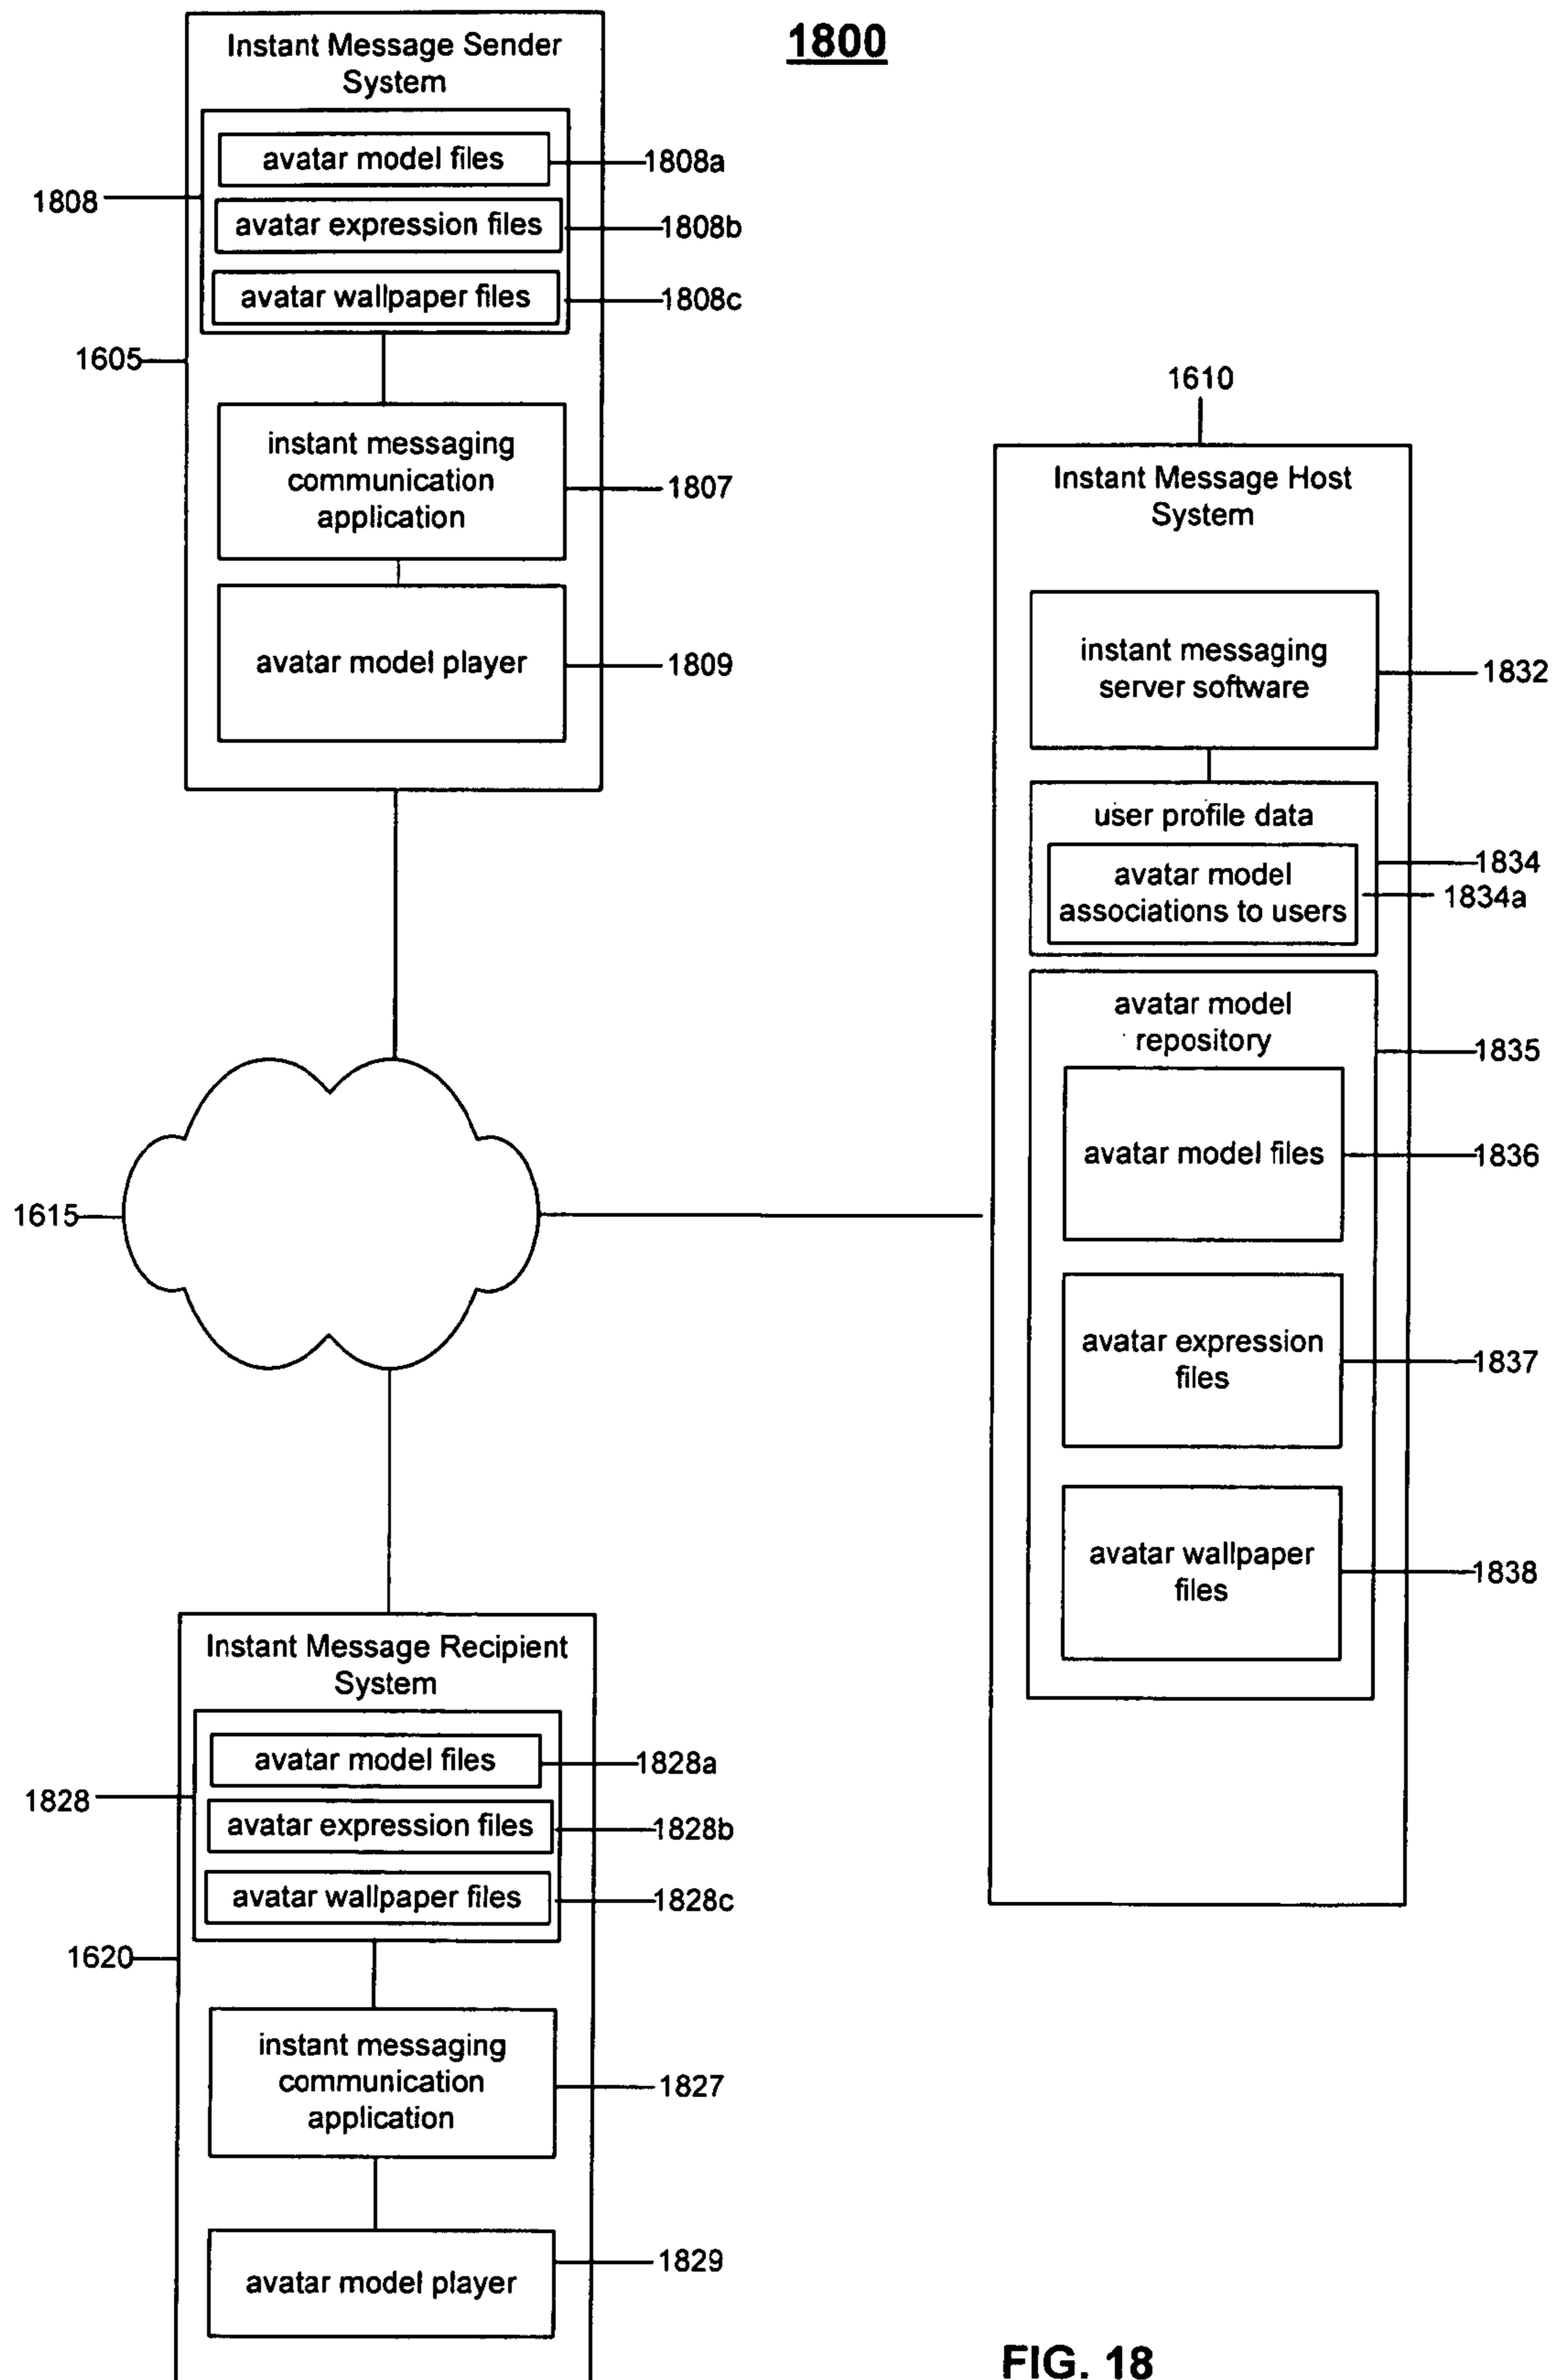 1800
Instant Message Sender
System
avatar model files
1808a
1808
avatar expression files
1808b
avatar wallpaper files
1808c
1605
instant messaging
communication
application
1807
avatar model player
1809
1610
Instant Message Host
System
instant messaging
server software
1832
user profile data
1834
avatar model
associations to users
1834a
avatar model
repository
1835
avatar model files
1836
avatar expression
files
1837
avatar wallpaper
files
1838
1615
Instant Message Recipient
System
avatar model files
1828a
1828
avatar expression files
1828b
avatar wallpaper files
1828c
1620
instant messaging
communication
application
1827
avatar model player
1829
FIG. 18